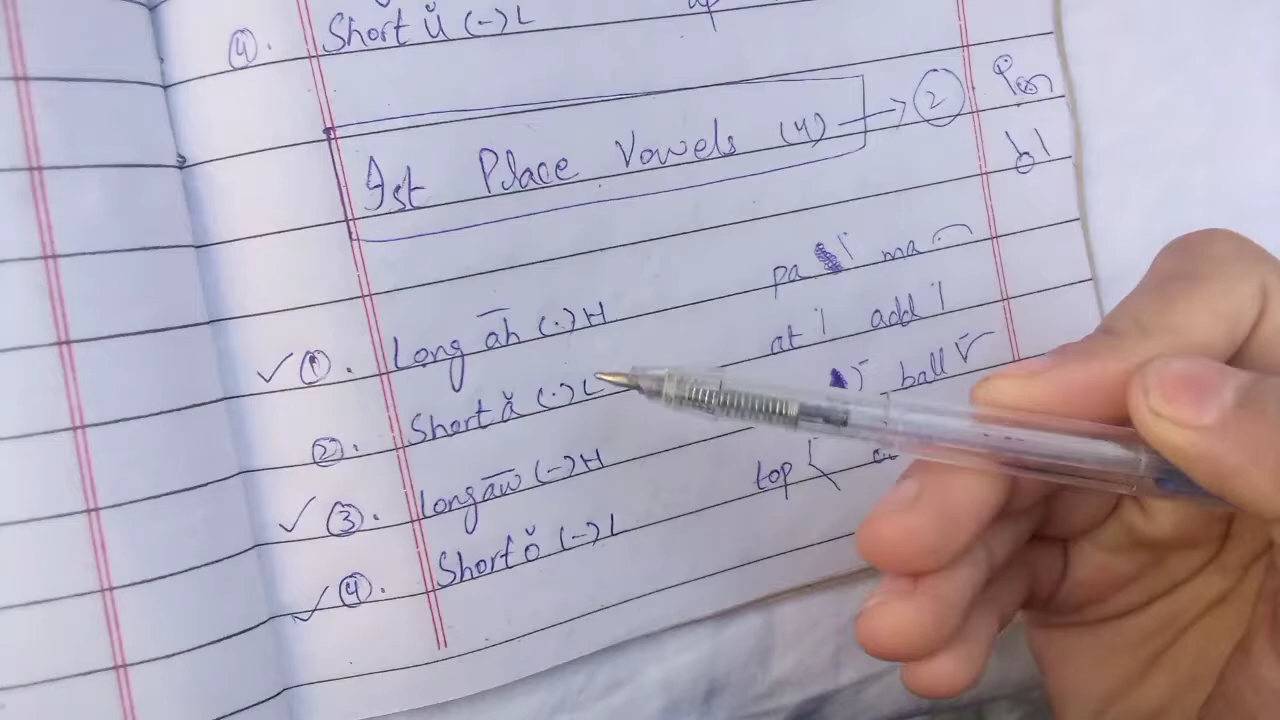 ④. Short ŭ (–) L up
1st Place Vowels (4) → ②
① . Long āh (·) H pa ma
②. Short ă (·) L at add
③. Long āw (–) H ball
④. Short ŏ (–) L top